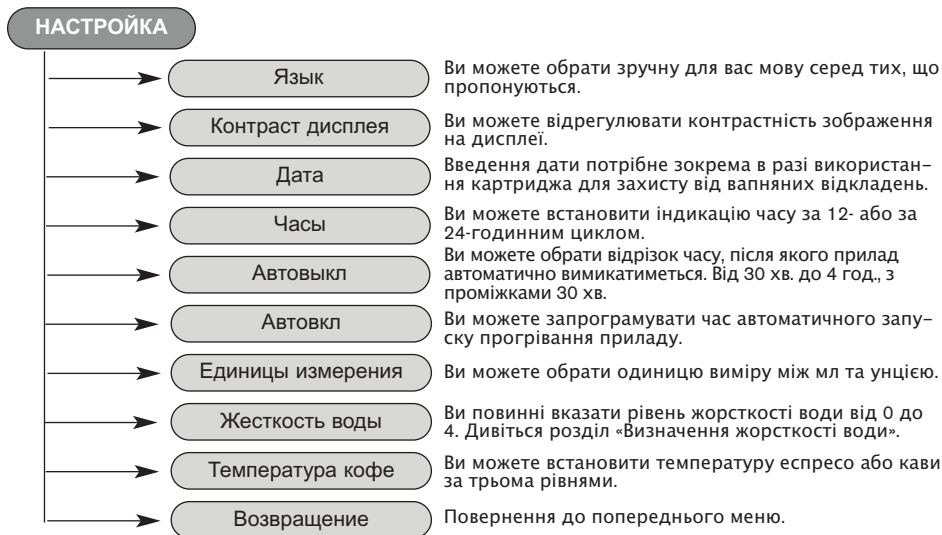 НАСТРОЙКА
Язык
Ви можете обрати зручну для вас мову серед тих, що
пропонуються.
Контраст дисплея
Ви можете відрегулювати контрастність зображення
на дисплеї.
Дата
Введення дати потрібне зокрема в разі використан–
ня картриджа для захисту від вапняних відкладень.
Часы
Ви можете встановити індикацію часу за 12- або за
24-годинним циклом.
Автовыкл
Ви можете обрати відрізок часу, після якого прилад
автоматично вимикатиметься. Від 30 хв. до 4 год., з
проміжками 30 хв.
Автовкл
Ви можете запрограмувати час автоматичного запу–
ску прогрівання приладу.
Единицы измерения
Ви можете обрати одиницю виміру між мл та унцією.
Жесткость воды
Ви повинні вказати рівень жорсткості води від 0 до
4. Дивіться розділ «Визначення жорсткості води».
Температура кофе
Ви можете встановити температуру еспресо або кави
за трьома рівнями.
Возвращение
Повернення до попереднього меню.